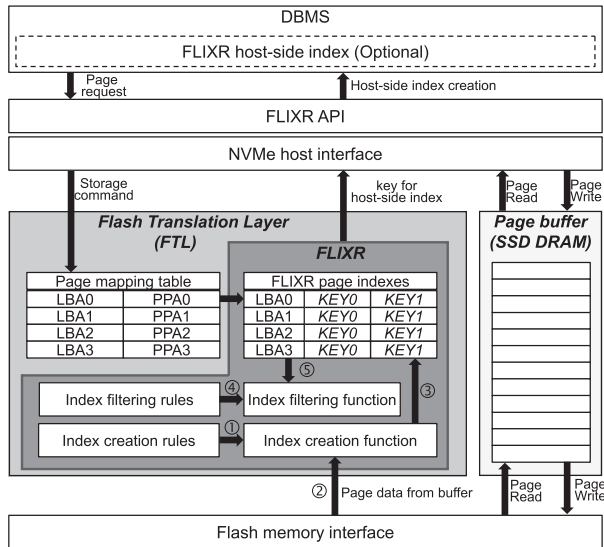 DBMS
FLIXR host-side index (Optional)
Page
request
Host-side index creation
FLIXR API
NVMe host interface
Storage
command
key for
host-side index
Page
Read
Page
Write
Flash Translation Layer
(FTL)
FLIXR
Page buffer
(SSD DRAM)
Page mapping table
LBA0 PPA0
LBA1 PPA1
LBA2 PPA2
LBA3 PPA3
FLIXR page indexes
LBA0 KEY0 KEY1
LBA1 KEY0 KEY1
LBA2 KEY0 KEY1
LBA3 KEY0 KEY1
⑤
③
Index filtering rules
④
Index filtering function
Index creation rules
①
Index creation function
② Page data from buffer
Page
Read
Page
Write
Flash memory interface